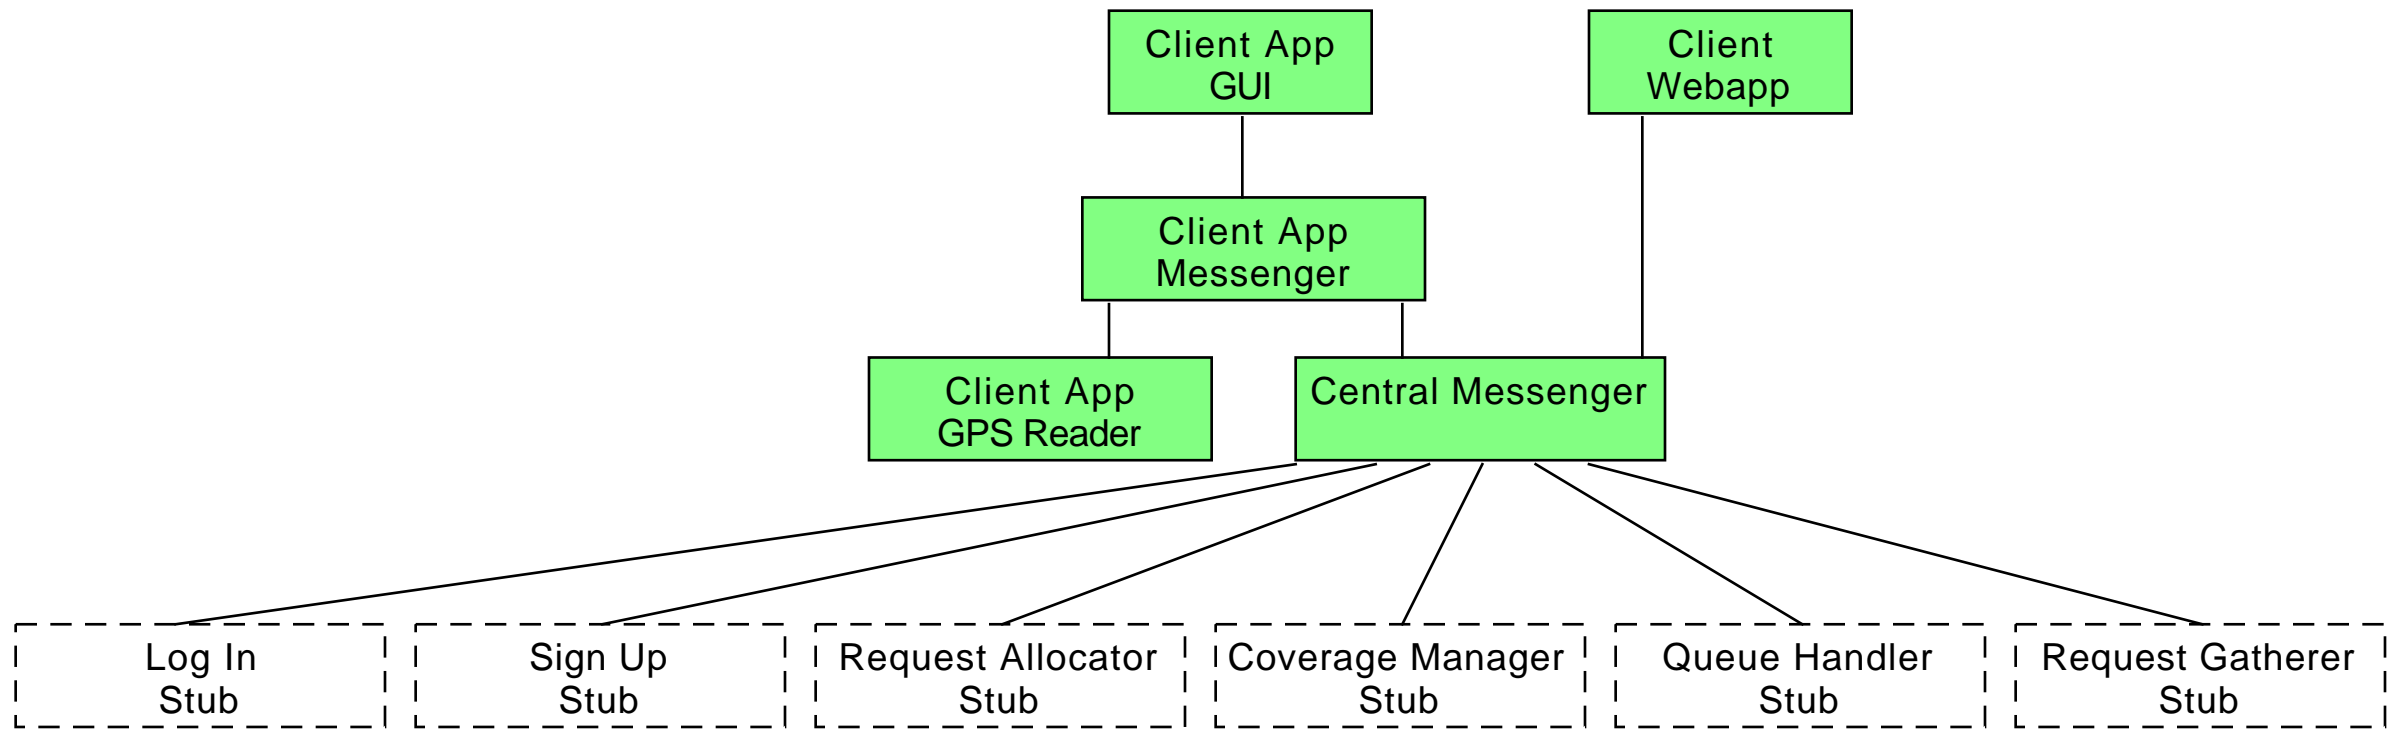 Client App
GUI
Client
Webapp
Client App
Messenger
Client App
GPS Reader
Central Messenger
Log In
Stub
Sign Up
Stub
Request Allocator
Stub
Coverage Manager
Stub
Queue Handler
Stub
Request Gatherer
Stub